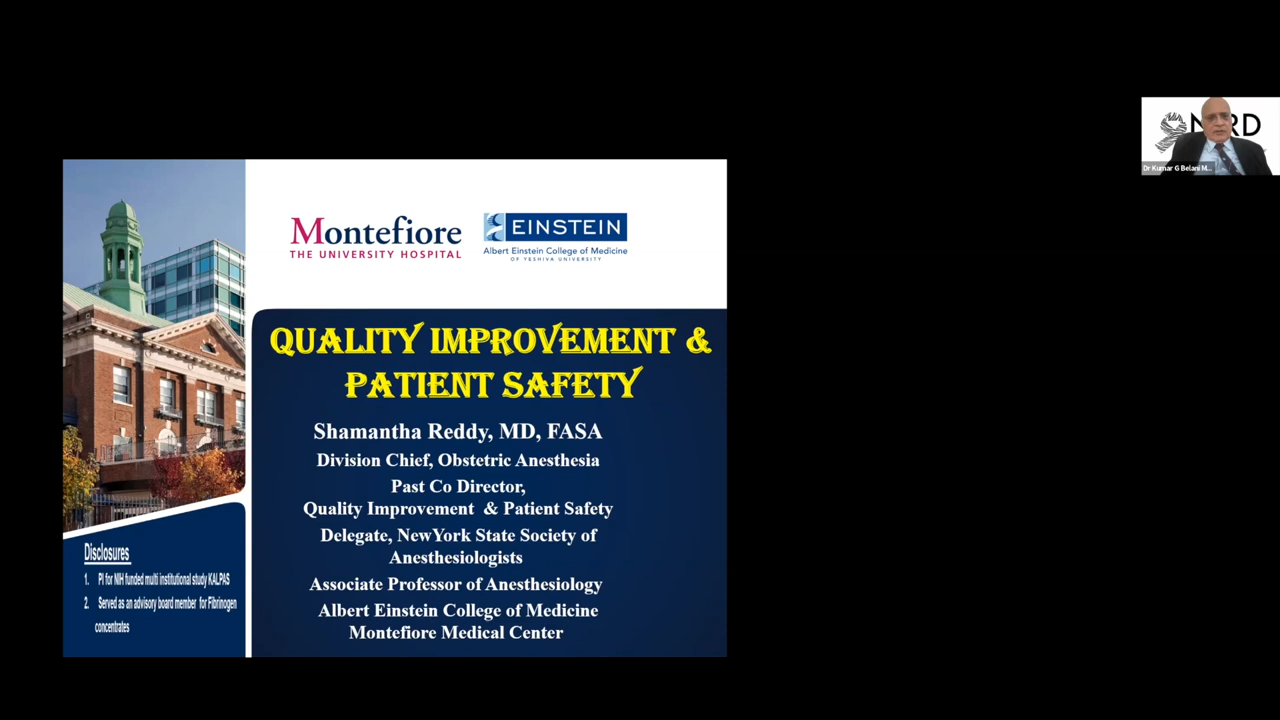 Montefiore
THE UNIVERSITY HOSPITAL
EINSTEIN
Albert Einstein College of Medicine
OF YESHIVA UNIVERSITY
QUALITY IMPROVEMENT &
PATIENT SAFETY
Shamantha Reddy, MD, FASA
Division Chief, Obstetric Anesthesia
Past Co Director,
Quality Improvement & Patient Safety
Delegate, NewYork State Society of
Anesthesiologists
Associate Professor of Anesthesiology
Albert Einstein College of Medicine
Montefiore Medical Center
Disclosures
1. PI for NIH funded multi institutional study KALPAS
2. Served as an advisory board member for Fibrinogen
concentrates
Dr Kumar G Belani M...